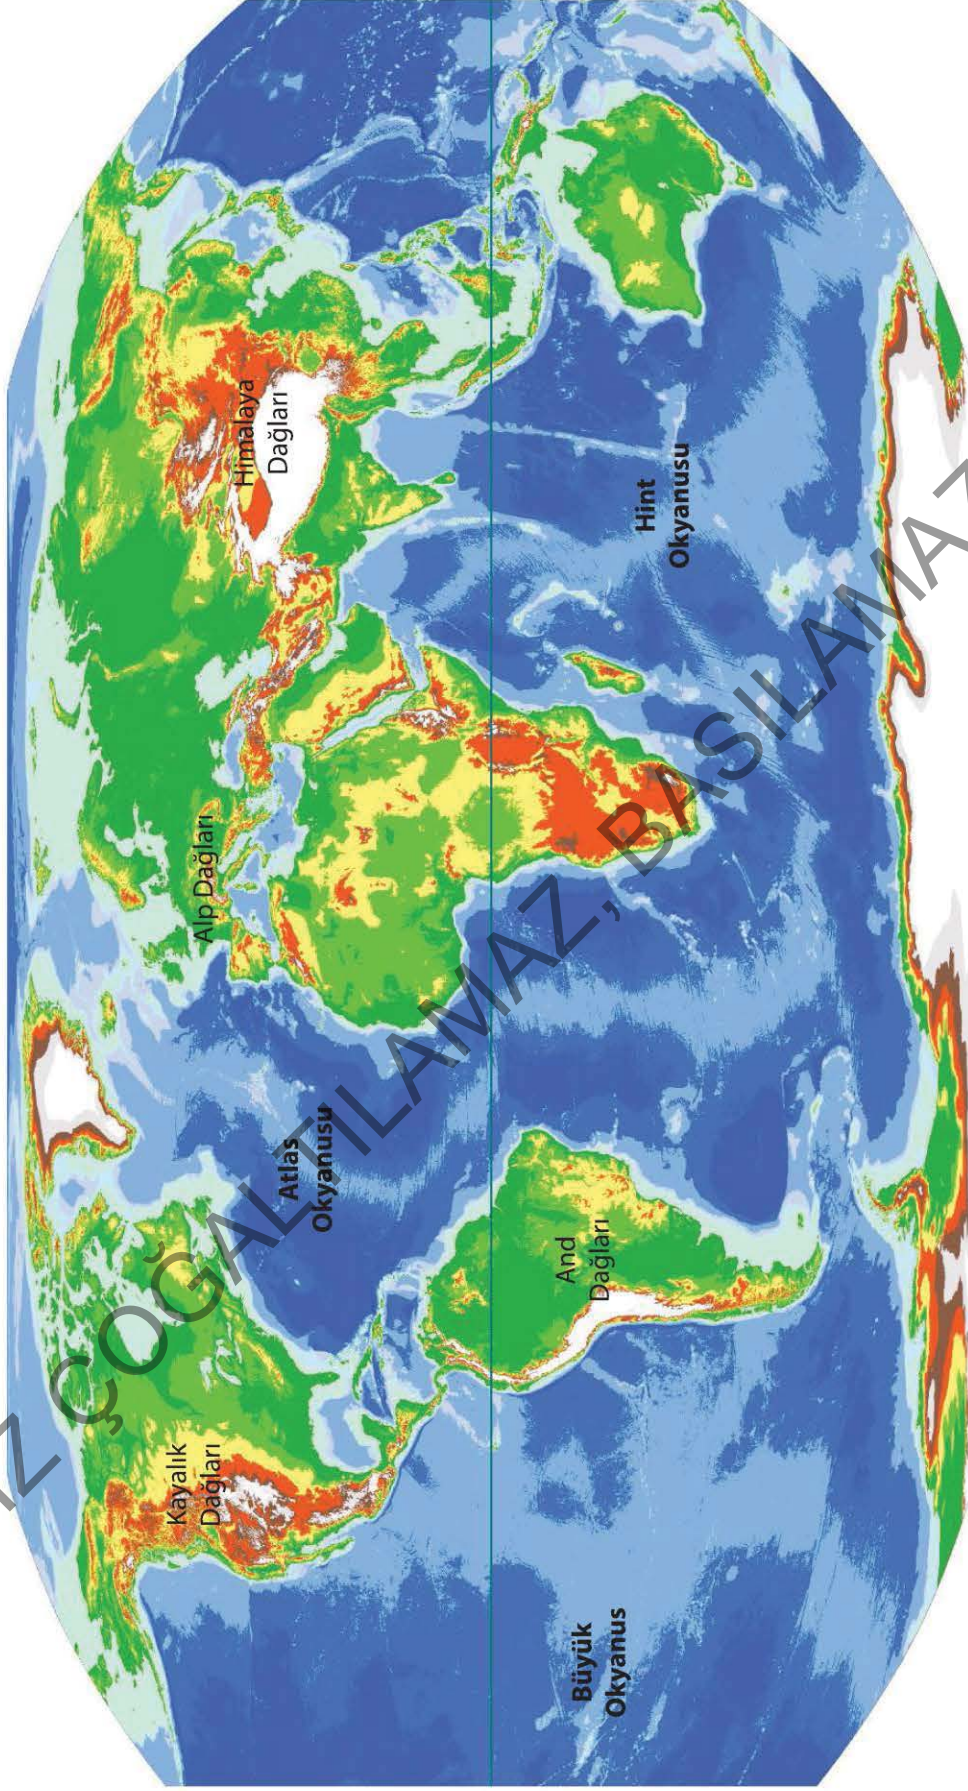 Kayalık
Dağları
Alp Dağları
Himalaya
Dağları
Atlas
Okyanusu
And
Dağları
Büyük
Okyanus
Hint
Okyanusu
ÇOĞALTILAMAZ, BASILAMAZ